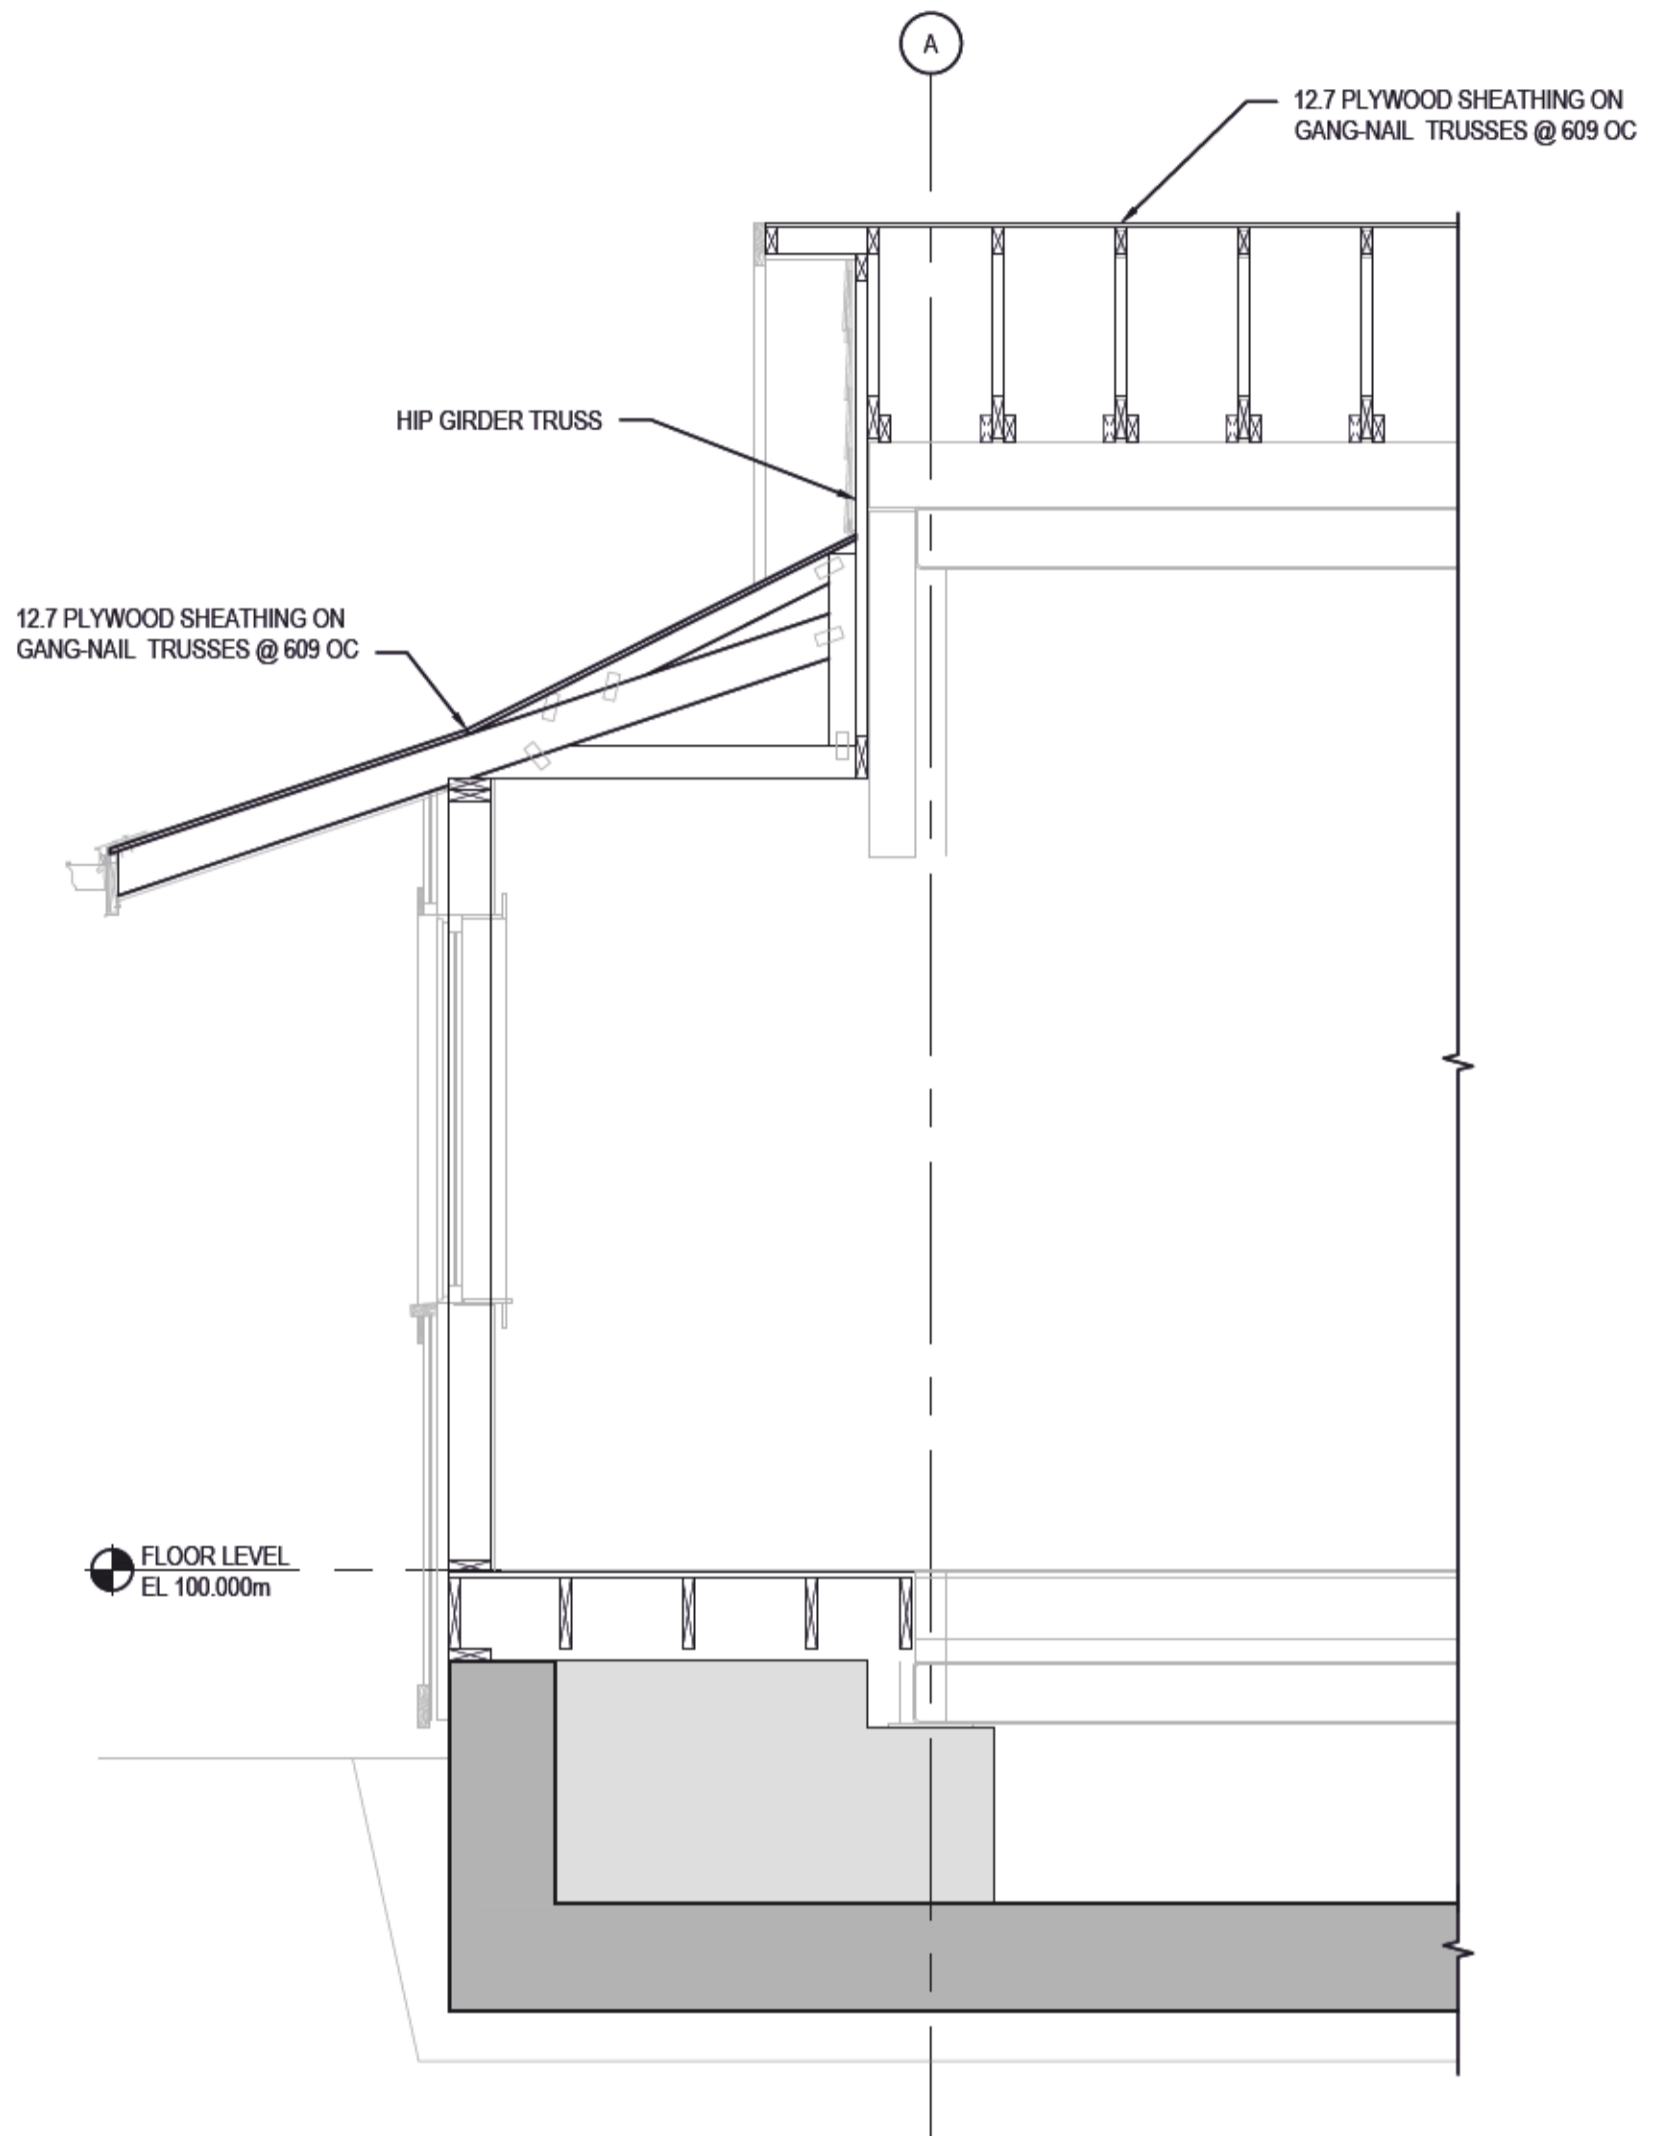 A
12.7 PLYWOOD SHEATHING ON
GANG-NAIL TRUSSES @ 609 OC
HIP GIRDER TRUSS
12.7 PLYWOOD SHEATHING ON
GANG-NAIL TRUSSES @ 609 OC
FLOOR LEVEL
EL 100.000m